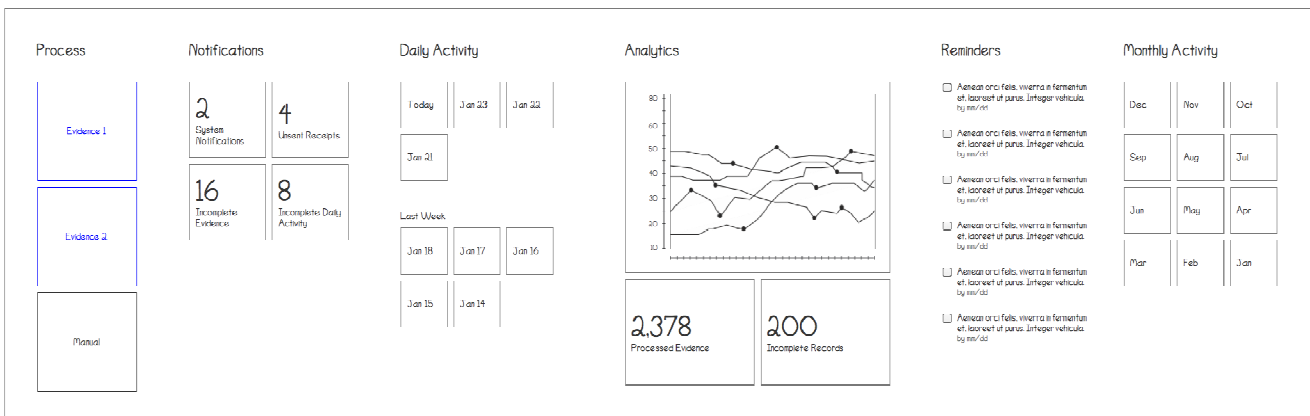 Process
Evidence 1
Evidence 2
Manual
Notifications
2
System
Notifications
4
Unsent Receipts
16
Incomplete
Evidence
8
Incomplete Daily
Activity
Daily Activity
Today
Jan 23
Jan 22
Jan 21
Last Week
Jan 18
Jan 17
Jan 16
Jan 15
Jan 14
Analytics
80
60
50
40
30
20
10
2,378
Processed Evidence
200
Incomplete Records
Reminders
Aenean orci felis, viverra in fermentum
et, laoreet ut purus. Integer vehicula.
by mm/dd
Aenean orci felis, viverra in fermentum
et, laoreet ut purus. Integer vehicula.
by mm/dd
Aenean orci felis, viverra in fermentum
et, laoreet ut purus. Integer vehicula.
by mm/dd
Aenean orci felis, viverra in fermentum
et, laoreet ut purus. Integer vehicula.
by mm/dd
Aenean orci felis, viverra in fermentum
et, laoreet ut purus. Integer vehicula.
by mm/dd
Aenean orci felis, viverra in fermentum
et, laoreet ut purus. Integer vehicula.
by mm/dd
Monthly Activity
Dec
Nov
Oct
Sep
Aug
Jul
Jun
May
Apr
Mar
Feb
Jan